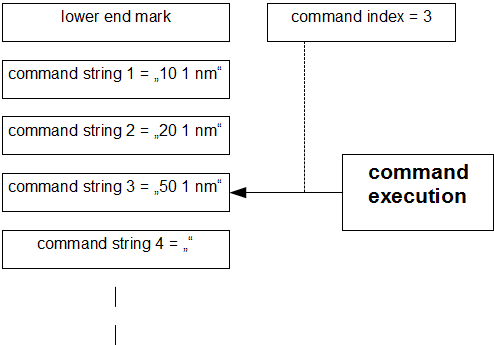 lower end mark
command index = 3
command string 1 = „10 1 nm“
command string 2 = „20 1 nm“
command string 3 = „50 1 nm“
command
execution
command string 4 = „“